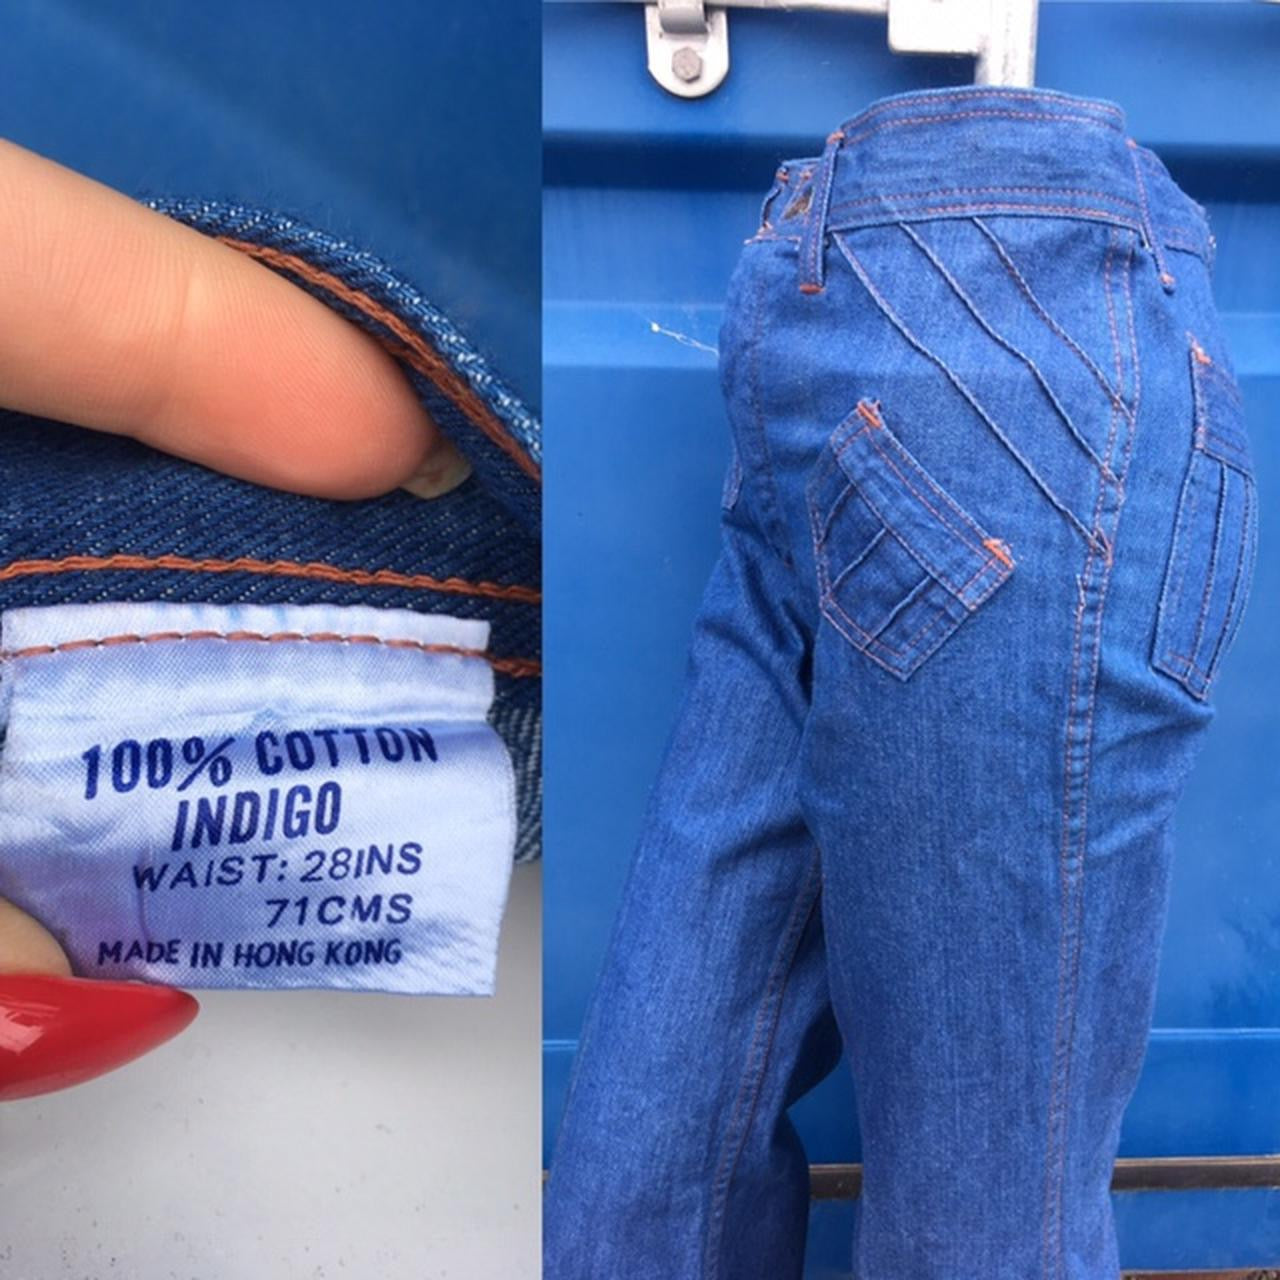 100% COTTON
INDIGO
WAIST: 28INS
71CMS
MADE IN HONG KONG